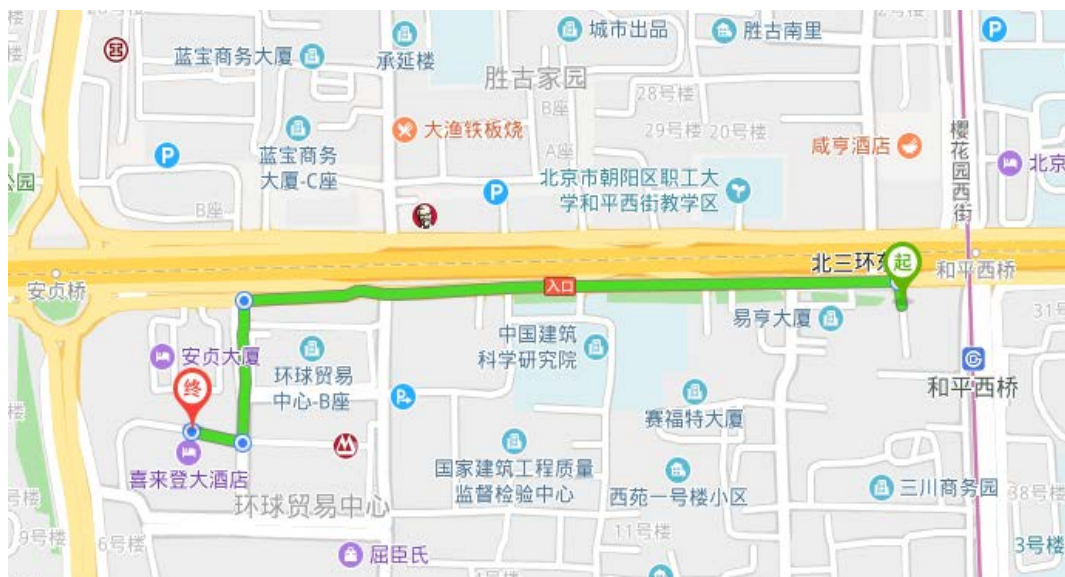 城市出品
胜古南里
2号楼
P
蓝宝商务大厦
承延楼
胜古家园
28号楼
B座
大渔铁板烧
29号楼
20号楼
櫻花园西街
咸亨酒店
P
蓝宝商务
大厦-C座
A座
北京
公园
北京市朝阳区职工大
学和平西街教学区
P
B座
北三环东
起
和平西桥
安贞桥
入口
易亨大厦
31号
中国建筑
科学研究院
安贞大厦
环球贸易
中心-B座
终
P
和平西桥
赛福特大厦
喜来登大酒店
国家建筑工程质量
监督检验中心
西苑一号楼小区
三川商务园
38号楼
环球贸易中心
号楼
9号楼
6号楼
11号楼
3号楼
屈臣氏